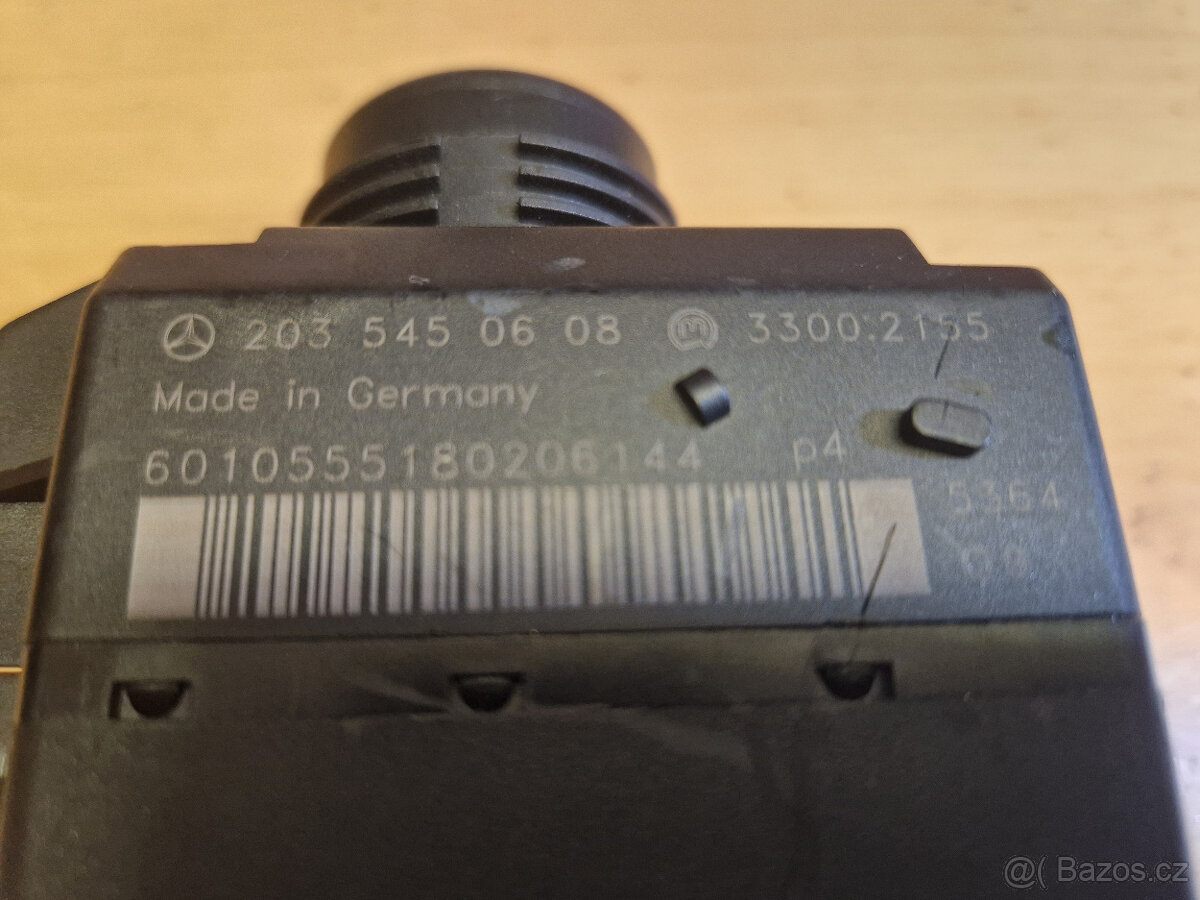 203 545 06 08 3300.2155
Made in Germany
6010555180206144 p4
5364
@( Bazos.cz